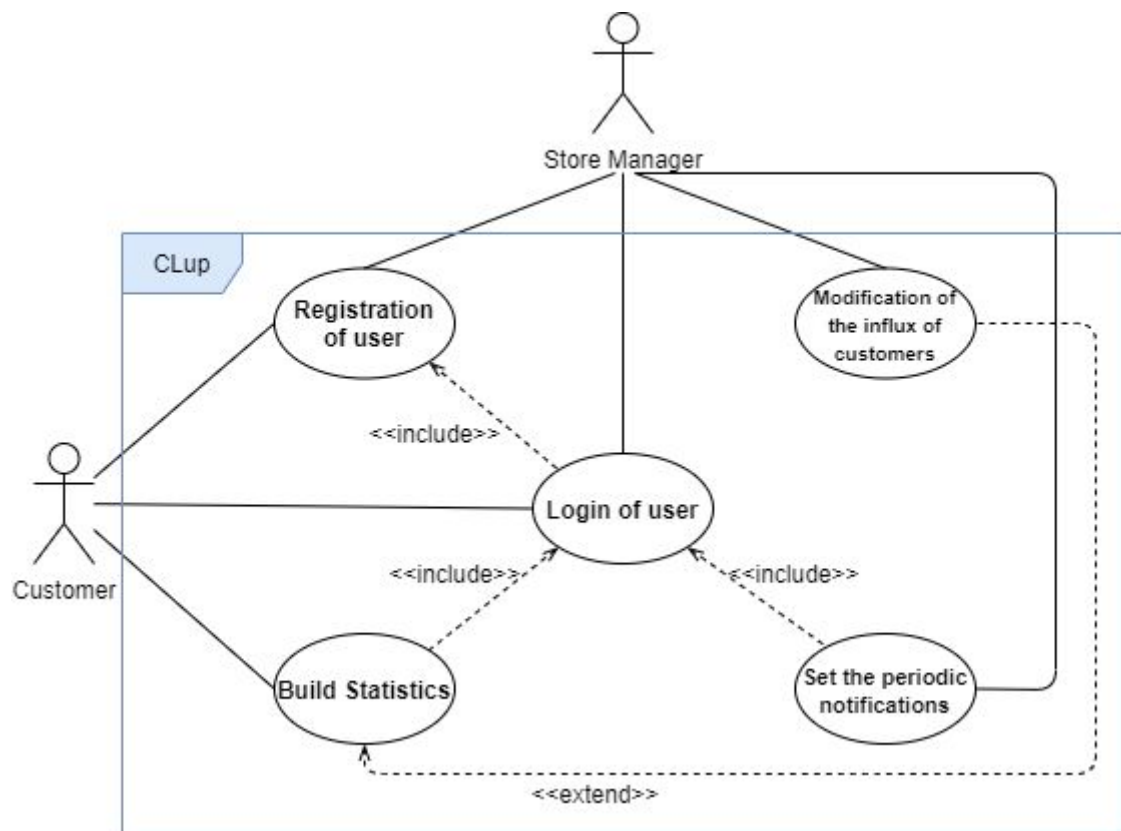 Store Manager
CLup
Registration
of user
Modification of
the influx of
customers
<<include>>
Login of user
Customer
<<include>>
<<include>>
Build Statistics
Set the periodic
notifications
<<extend>>